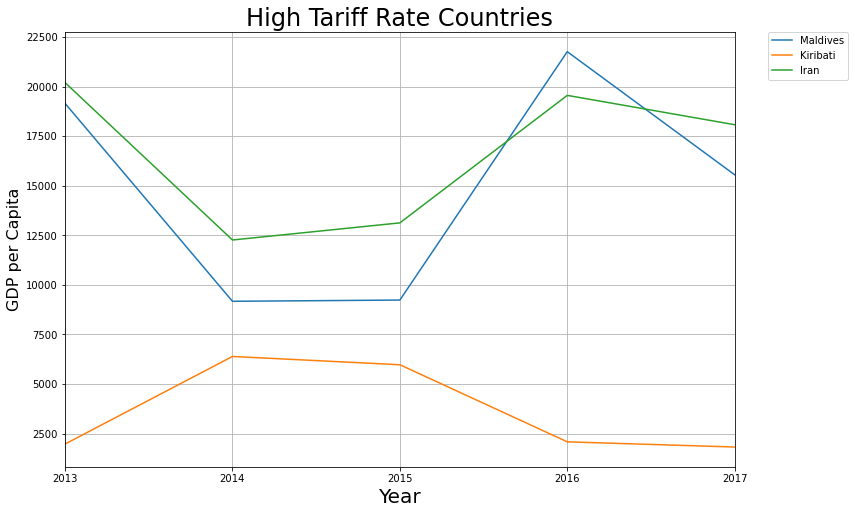 High Tariff Rate Countries
Maldives
Kiribati
Iran
GDP per Capita
22500
20000
17500
15000
12500
10000
7500
5000
2500
2013 2014 2015 2016 2017
Year